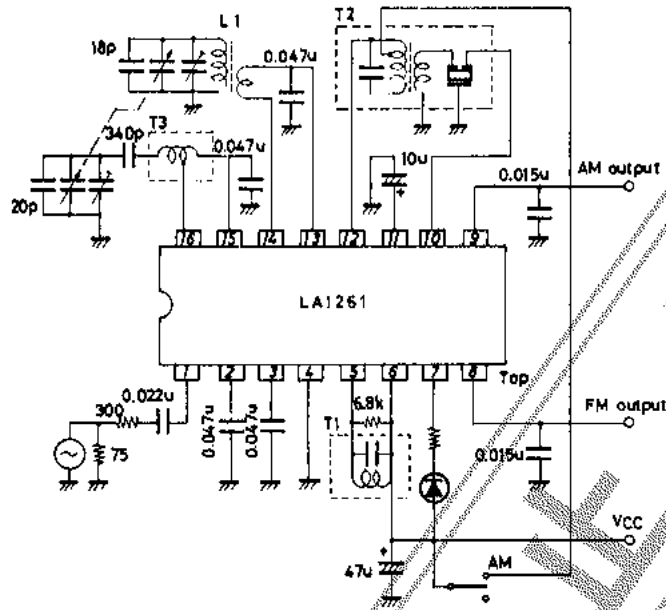 L1
T2
18p
0.047u
T3
340p
0.047u
10u
0.015u
AM output
20p
16 15 14 13 12 11 10 9
LA1261
1 2 3 4 5 6 7 8
Top
0.022u
6.8k
FM output
300
0.047u
0.047u
T1
75
0.015u
VCC
AM
47u